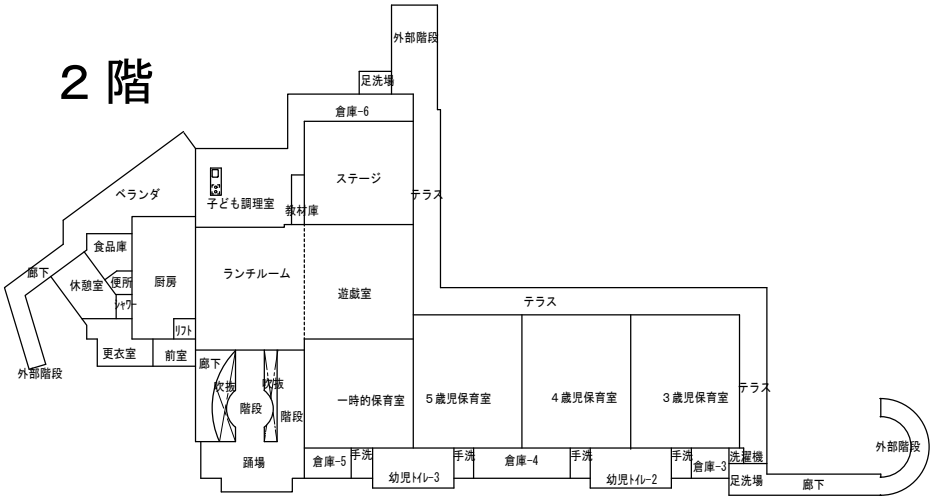 ２階
外部階段
足洗場
倉庫-6
ステージ
ベランダ
テラス
子ども調理室
教材庫
食品庫
廊下
休憩室
便所
厨房
ランチルーム
遊戯室
シャワー
テラス
リフト
更衣室
前室
外部階段
廊下
吹抜
吹抜
階段
階段
一時的保育室
５歳児保育室
４歳児保育室
３歳児保育室
テラス
踊場
倉庫-5
手洗
幼児トイレ-3
手洗
倉庫-4
手洗
幼児トイレ-2
手洗
倉庫-3
洗濯機
足洗場
廊下
外部階段